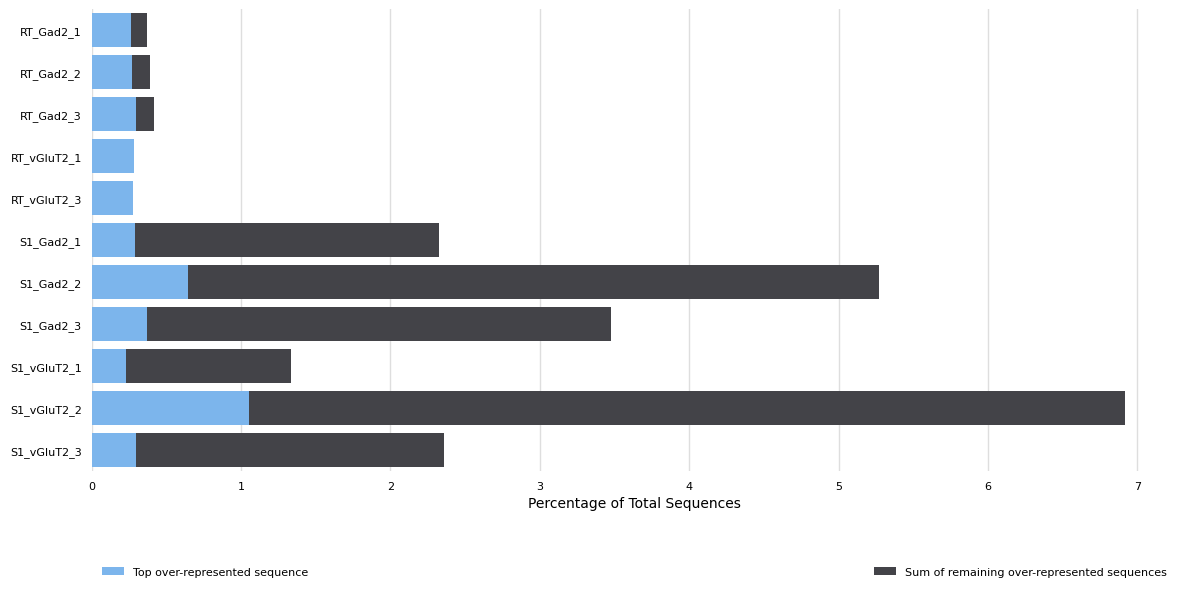 RT_Gad2_1
RT_Gad2_2
RT_Gad2_3
RT_vGluT2_1
RT_vGluT2_3
S1_Gad2_1
S1_Gad2_2
S1_Gad2_3
S1_vGluT2_1
S1_vGluT2_2
S1_vGluT2_3
0 1 2 3 4 5 6 7
Percentage of Total Sequences
Top over-represented sequence
Sum of remaining over-represented sequences